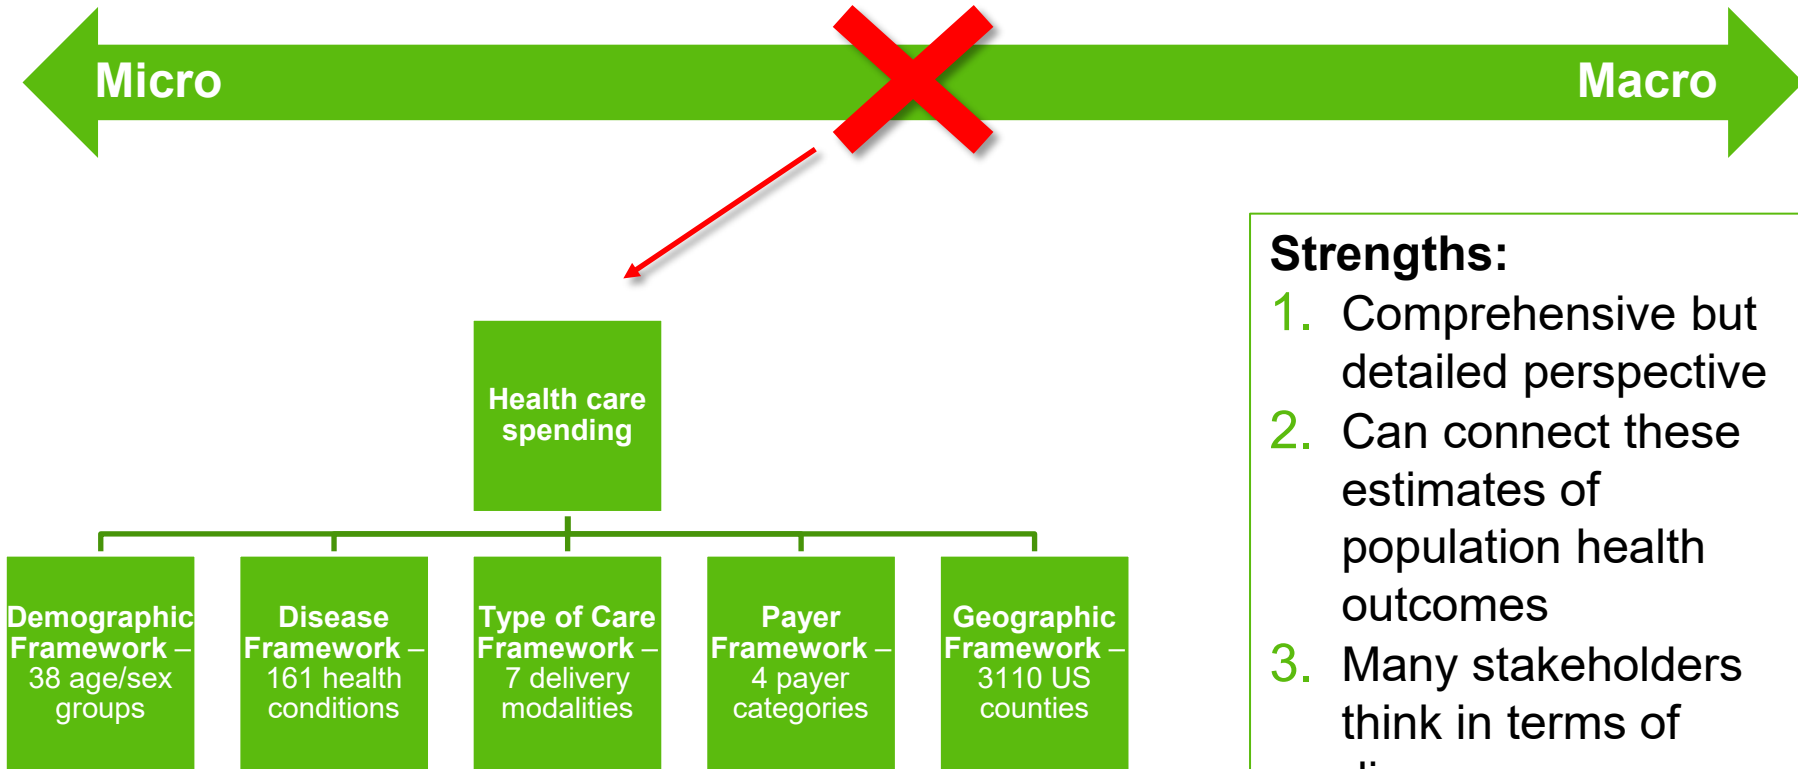 Micro
Macro
Health care
spending
Demographic
Framework –
38 age/sex
groups
Disease
Framework –
161 health
conditions
Type of Care
Framework –
7 delivery
modalities
Payer
Framework –
4 payer
categories
Geographic
Framework –
3110 US
counties
Strengths:
1. Comprehensive but
detailed perspective
2. Can connect these
estimates of
population health
outcomes
3. Many stakeholders
think in terms of